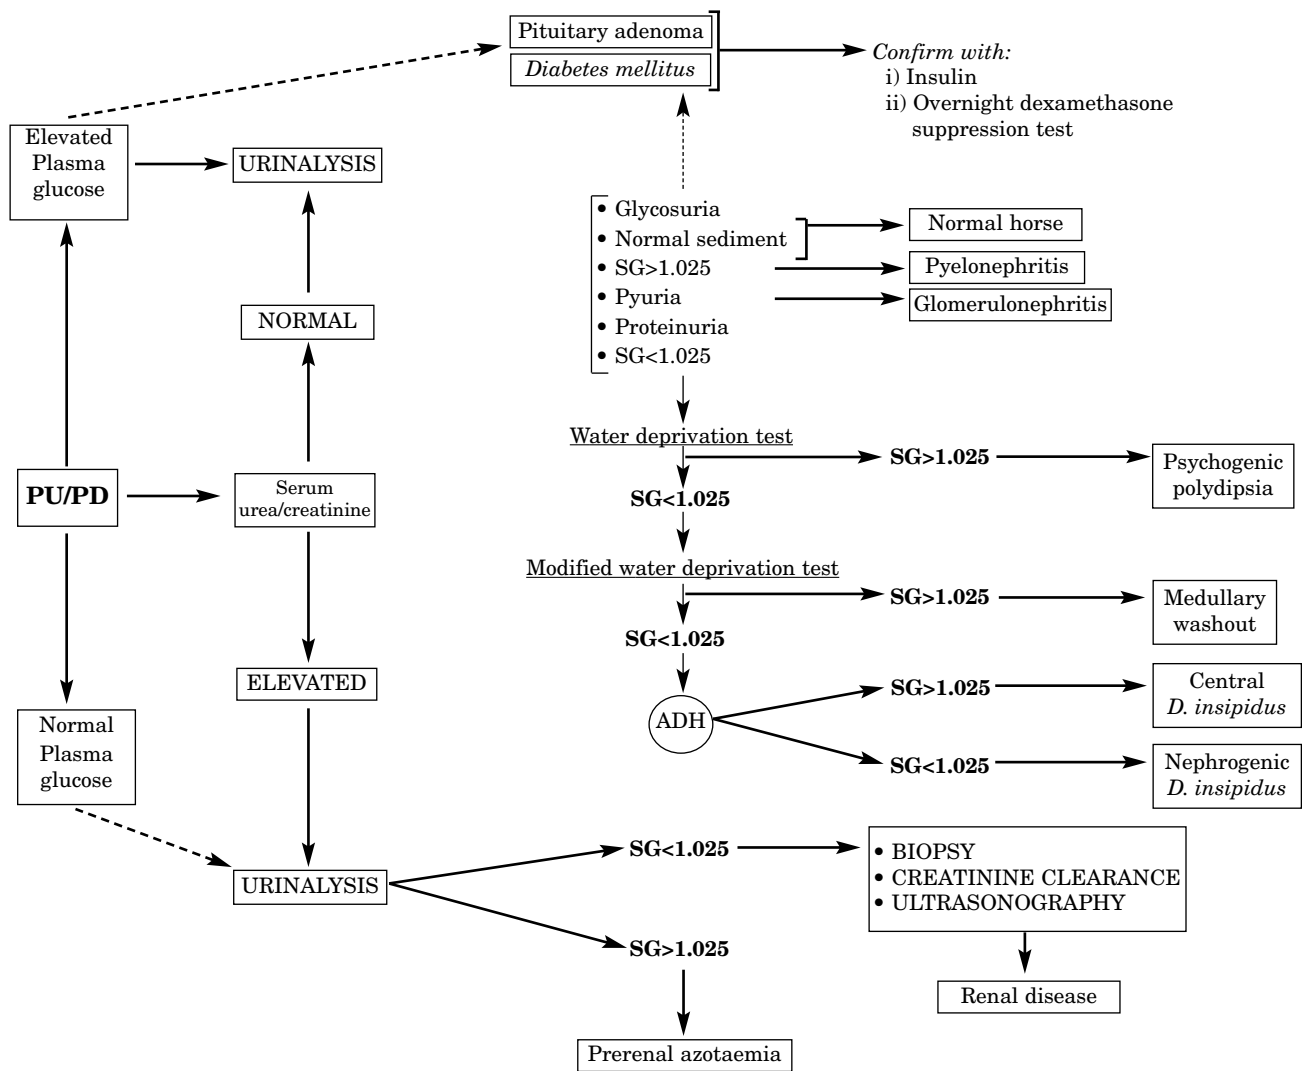 Pituitary adenoma
Diabetes mellitus
Confirm with:
i) Insulin
ii) Overnight dexamethasone
suppression test
Elevated
Plasma
glucose
URINALYSIS
• Glycosuria
• Normal sediment
• SG>1.025
• Pyuria
• Proteinuria
• SG<1.025
Normal horse
Pyelonephritis
Glomerulonephritis
NORMAL
Water deprivation test
SG>1.025
Psychogenic
polydipsia
PU/PD
Serum
urea/creatinine
SG<1.025
Modified water deprivation test
SG>1.025
Medullary
washout
SG<1.025
ELEVATED
ADH
SG>1.025
Central
D. insipidus
SG<1.025
Nephrogenic
D. insipidus
Normal
Plasma
glucose
URINALYSIS
SG<1.025
• BIOPSY
• CREATININE CLEARANCE
• ULTRASONOGRAPHY
SG>1.025
Renal disease
Prerenal azotaemia